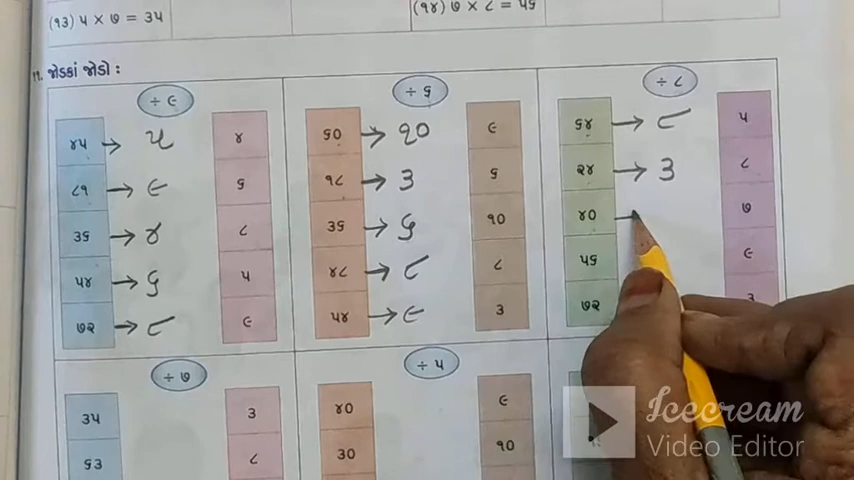 (૧૩) ૫ × ૭ = ૩૫
(૧૪) ૭ × ૮ = ૫૬
૧૧. જોડકાં જોડો :
÷ ૯
૪૫ → ૫ ૪
૮૧ → ૯ ૬
૩૬ → ૪ ૮
૫૪ → ૬ ૫
૭૨ → ૮ ૯
÷ ૬
૬૦ → ૧૦ ૯
૧૮ → ૩ ૬
૩૬ → ૬ ૧૦
૪૮ → ૮ ૮
૫૪ → ૯ ૩
÷ ૮
૬૪ → ૮ ૫
૨૪ → ૩ ૮
૪૦ ૭
૫૬ ૯
૭૨ ૩
÷ ૭
૩૫ ૩
૬૩ ૮
÷ ૫
૪૦ ૯
૩૦ ૧૦
Icecream
Video Editor